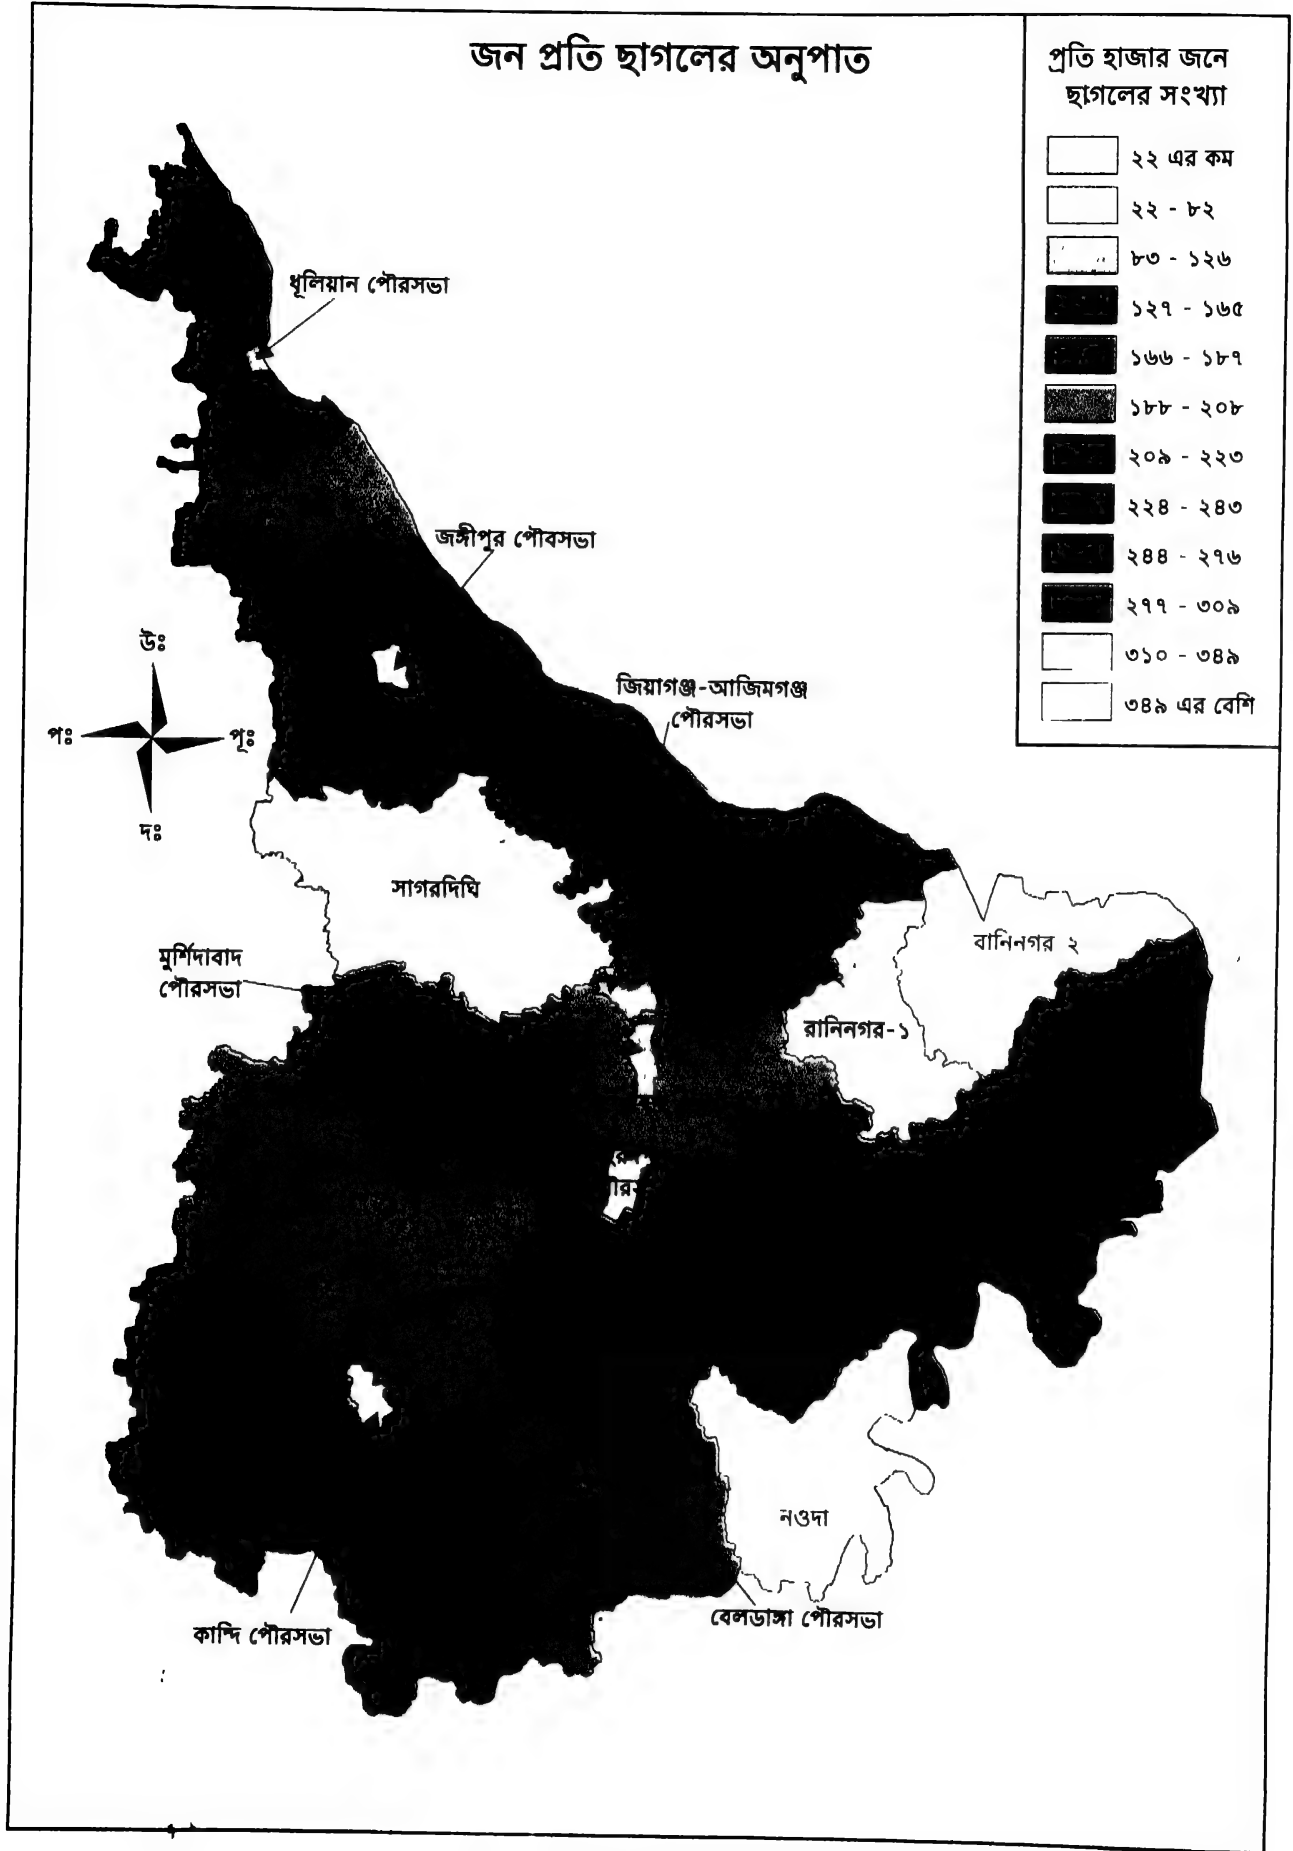 জন প্রতি ছাগলের অনুপাত
প্রতি হাজার জনে
ছাগলের সংখ্যা
২২ এর কম
২২ - ৮২
৮৩ - ১২৬
১২৭ - ১৬৫
১৬৬ - ১৮৭
১৮৮ - ২০৮
২০৯ - ২২৩
২২৪ - ২৪৩
২৪৪ - ২৭৬
২৭৭ - ৩০৯
৩১০ - ৩৪৯
৩৪৯ এর বেশি
ধূলিয়ান পৌরসভা
জঙ্গীপুর পৌবসভা
উঃ
পঃ
পূঃ
দঃ
জিয়াগঞ্জ-আজিমগঞ্জ
পৌরসভা
সাগরদিঘি
মুর্শিদাবাদ
পৌরসভা
বানিনগর ২
রানিনগর-১
নওদা
বেলডাঙ্গা পৌরসভা
কান্দি পৌরসভা